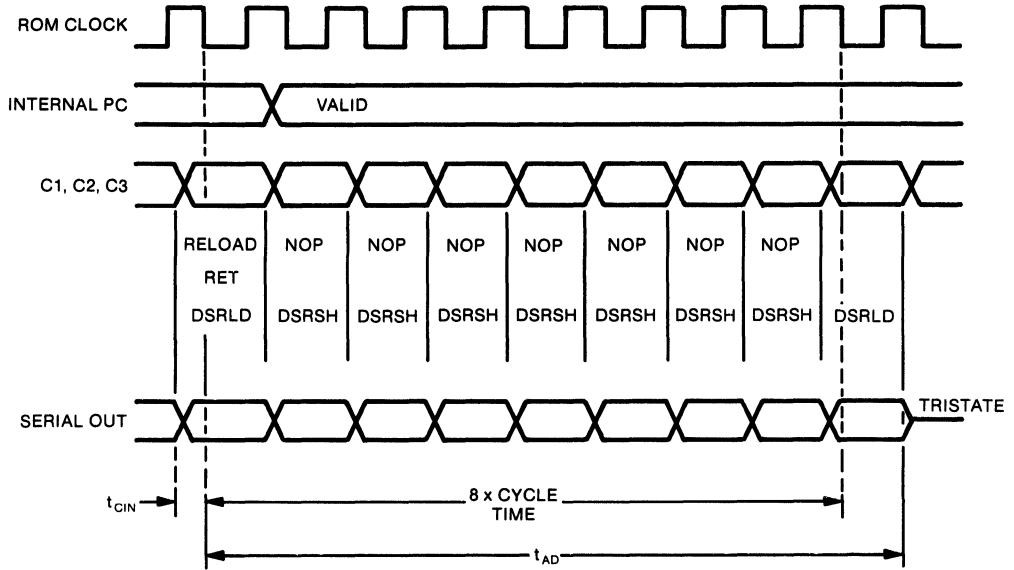 ROM CLOCK
INTERNAL PC VALID
C1, C2, C3
RELOAD NOP NOP NOP NOP NOP NOP NOP
RET
DSRLD DSRSH DSRSH DSRSH DSRSH DSRSH DSRSH DSRSH DSRLD
TRISTATE
SERIAL OUT
tCIN 8 x CYCLE
TIME
tAD